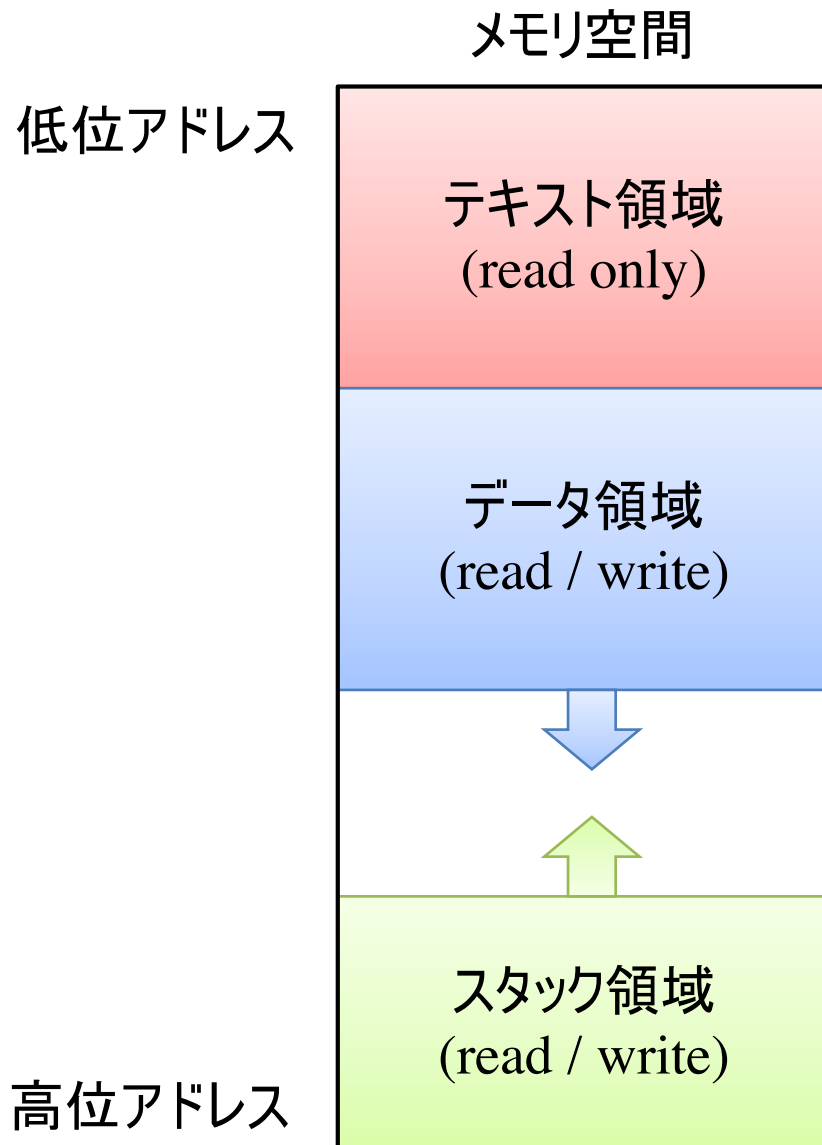 メモリ空間
低位アドレス
テキスト領域
(read only)
データ領域
(read / write)
スタック領域
(read / write)
高位アドレス